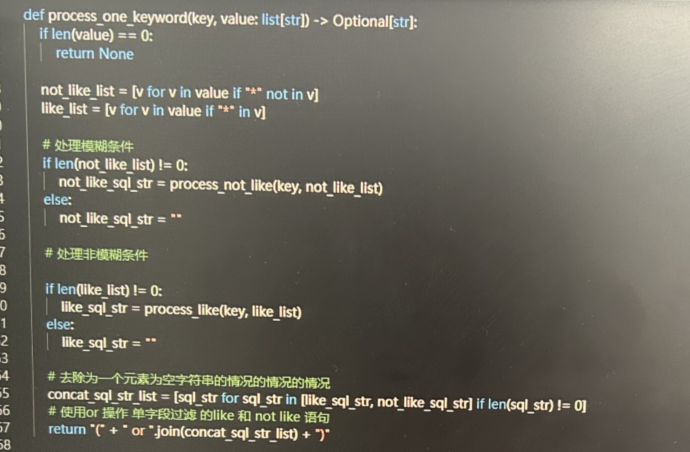 def process_one_keyword(key, value: list[str]) -> Optional[str]:
if len(value) == 0:
return None
not_like_list = [v for v in value if "*" not in v]
like_list = [v for v in value if "*" in v]
# 处理模糊条件
if len(not_like_list) != 0:
not_like_sql_str = process_not_like(key, not_like_list)
else:
not_like_sql_str = ""
# 处理非模糊条件
if len(like_list) != 0:
like_sql_str = process_like(key, like_list)
else:
like_sql_str = ""
# 去除为一个元素为空字符串的情况的情况的情况
concat_sql_str_list = [sql_str for sql_str in [like_sql_str, not_like_sql_str] if len(sql_str) != 0]
# 使用or 操作 单字段过滤 的like 和 not like 语句
return "(" + " or ".join(concat_sql_str_list) + ")"